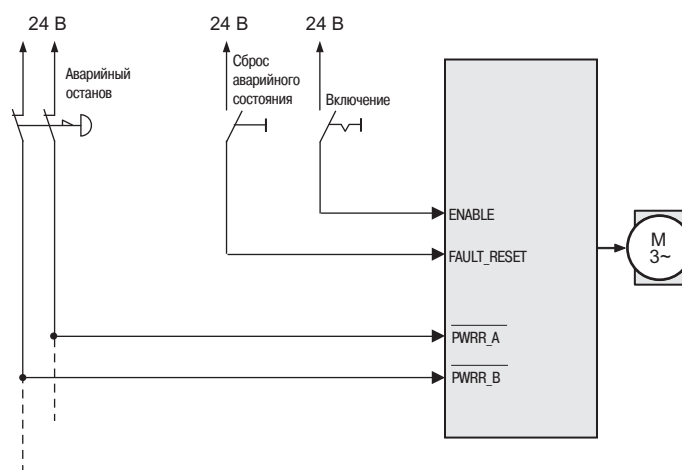 24 В
24 В
24 В
Аварийный
останов
Сброс
аварийного
состояния
Включение
ENABLE
FAULT_RESET
PWRR_A
PWRR_B
M
3~